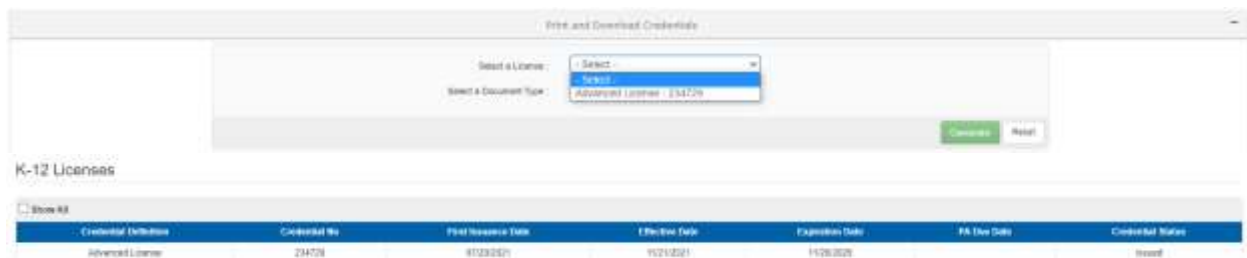 Print and Download Credentials
Select a License :
- Select -
- Select -
Advanced License - 234729
Select a Document Type :
Generate Reset
K-12 Licenses
Show All
Credential Definition Credential No First Issuance Date Effective Date Expiration Date PA Due Date Credential Status
Advanced License 234729 Issued